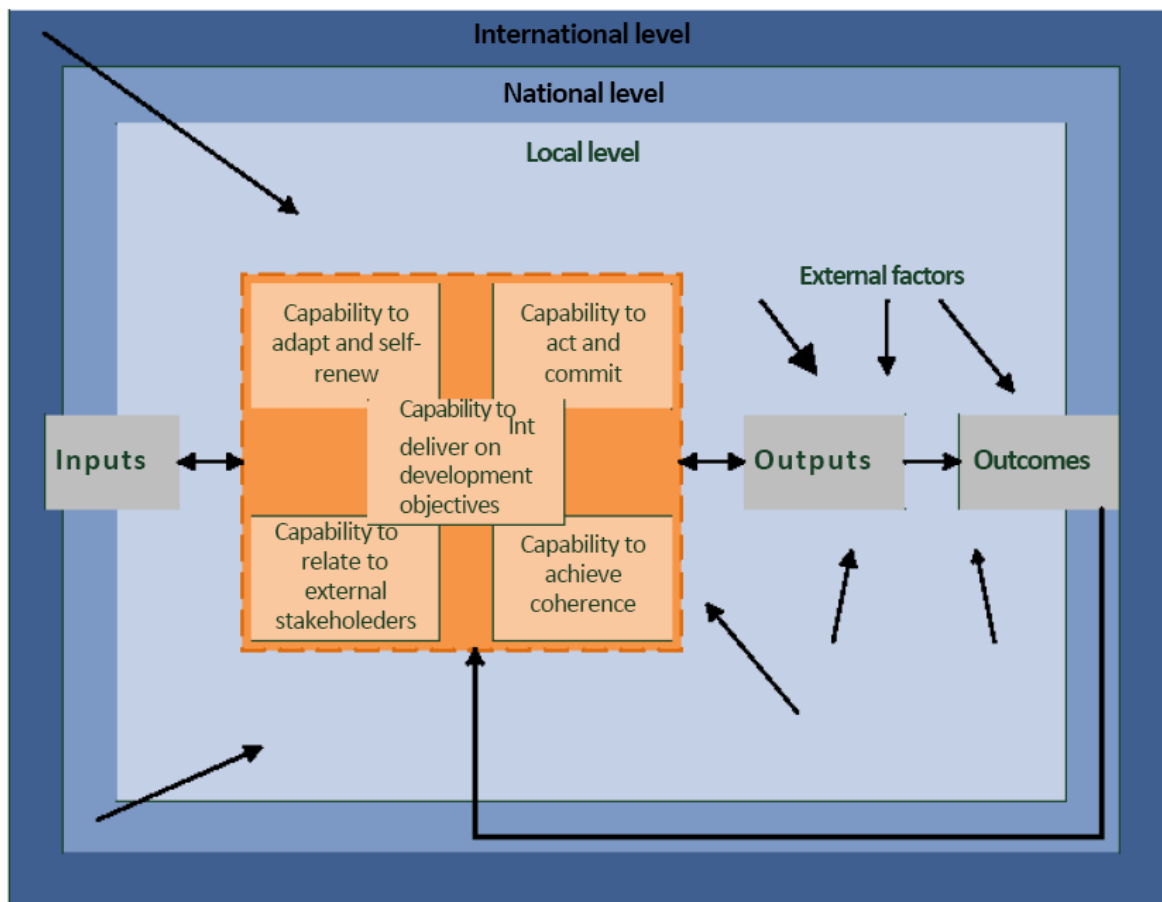 International level
National level
Local level
External factors
Capability to
adapt and self-
renew
Capability to
act and
commit
Capability to
Int
deliver on
development
objectives
Inputs
Outputs
Outcomes
Capability to
relate to
external
stakeholeders
Capability to
achieve
coherence